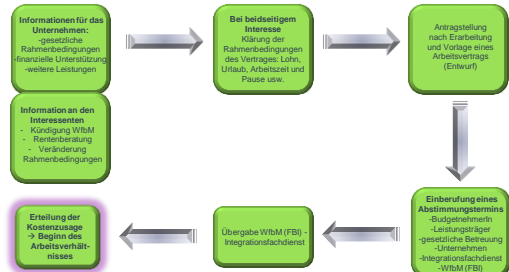 Informationen für das
Unternehmen:
-gesetzliche
Rahmenbedingungen
-finanzielle Unterstützung
-weitere Leistungen
Bei beidseitigem
Interesse
Klärung der
Rahmenbedingungen
des Vertrages: Lohn,
Urlaub, Arbeitszeit und
Pause usw.
Antragstellung
nach Erarbeitung
und Vorlage eines
Arbeitsvertrags
(Entwurf)
Information an den
Interessenten
- Kündigung WfbM
- Rentenberatung
- Veränderung
Rahmenbedingungen
Einberufung eines
Abstimmungstermins
-BudgetnehmerIn
-Leistungsträger
-gesetzliche Betreuung
-Unternehmen
-Integrationsfachdienst
-WfbM (FBI)
Übergabe WfbM (FBI) -
Integrationsfachdienst
Erteilung der
Kostenzusage
→ Beginn des
Arbeitsverhält-
nisses